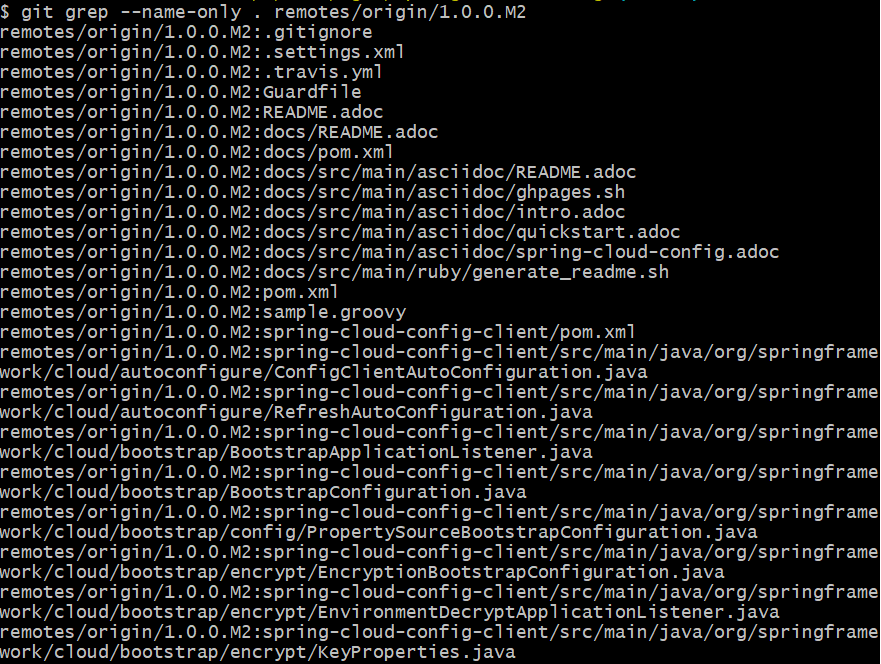 $ git grep --name-only . remotes/origin/1.0.0.M2
remotes/origin/1.0.0.M2:.gitignore
remotes/origin/1.0.0.M2:.settings.xml
remotes/origin/1.0.0.M2:.travis.yml
remotes/origin/1.0.0.M2:Guardfile
remotes/origin/1.0.0.M2:README.adoc
remotes/origin/1.0.0.M2:docs/README.adoc
remotes/origin/1.0.0.M2:docs/pom.xml
remotes/origin/1.0.0.M2:docs/src/main/asciidoc/README.adoc
remotes/origin/1.0.0.M2:docs/src/main/asciidoc/ghpages.sh
remotes/origin/1.0.0.M2:docs/src/main/asciidoc/intro.adoc
remotes/origin/1.0.0.M2:docs/src/main/asciidoc/quickstart.adoc
remotes/origin/1.0.0.M2:docs/src/main/asciidoc/spring-cloud-config.adoc
remotes/origin/1.0.0.M2:docs/src/main/ruby/generate_readme.sh
remotes/origin/1.0.0.M2:pom.xml
remotes/origin/1.0.0.M2:sample.groovy
remotes/origin/1.0.0.M2:spring-cloud-config-client/pom.xml
remotes/origin/1.0.0.M2:spring-cloud-config-client/src/main/java/org/springframe
work/cloud/autoconfigure/ConfigClientAutoConfiguration.java
remotes/origin/1.0.0.M2:spring-cloud-config-client/src/main/java/org/springframe
work/cloud/autoconfigure/RefreshAutoConfiguration.java
remotes/origin/1.0.0.M2:spring-cloud-config-client/src/main/java/org/springframe
work/cloud/bootstrap/BootstrapApplicationListener.java
remotes/origin/1.0.0.M2:spring-cloud-config-client/src/main/java/org/springframe
work/cloud/bootstrap/BootstrapConfiguration.java
remotes/origin/1.0.0.M2:spring-cloud-config-client/src/main/java/org/springframe
work/cloud/bootstrap/config/PropertySourceBootstrapConfiguration.java
remotes/origin/1.0.0.M2:spring-cloud-config-client/src/main/java/org/springframe
work/cloud/bootstrap/encrypt/EncryptionBootstrapConfiguration.java
remotes/origin/1.0.0.M2:spring-cloud-config-client/src/main/java/org/springframe
work/cloud/bootstrap/encrypt/EnvironmentDecryptApplicationListener.java
remotes/origin/1.0.0.M2:spring-cloud-config-client/src/main/java/org/springframe
work/cloud/bootstrap/encrypt/KeyProperties.java